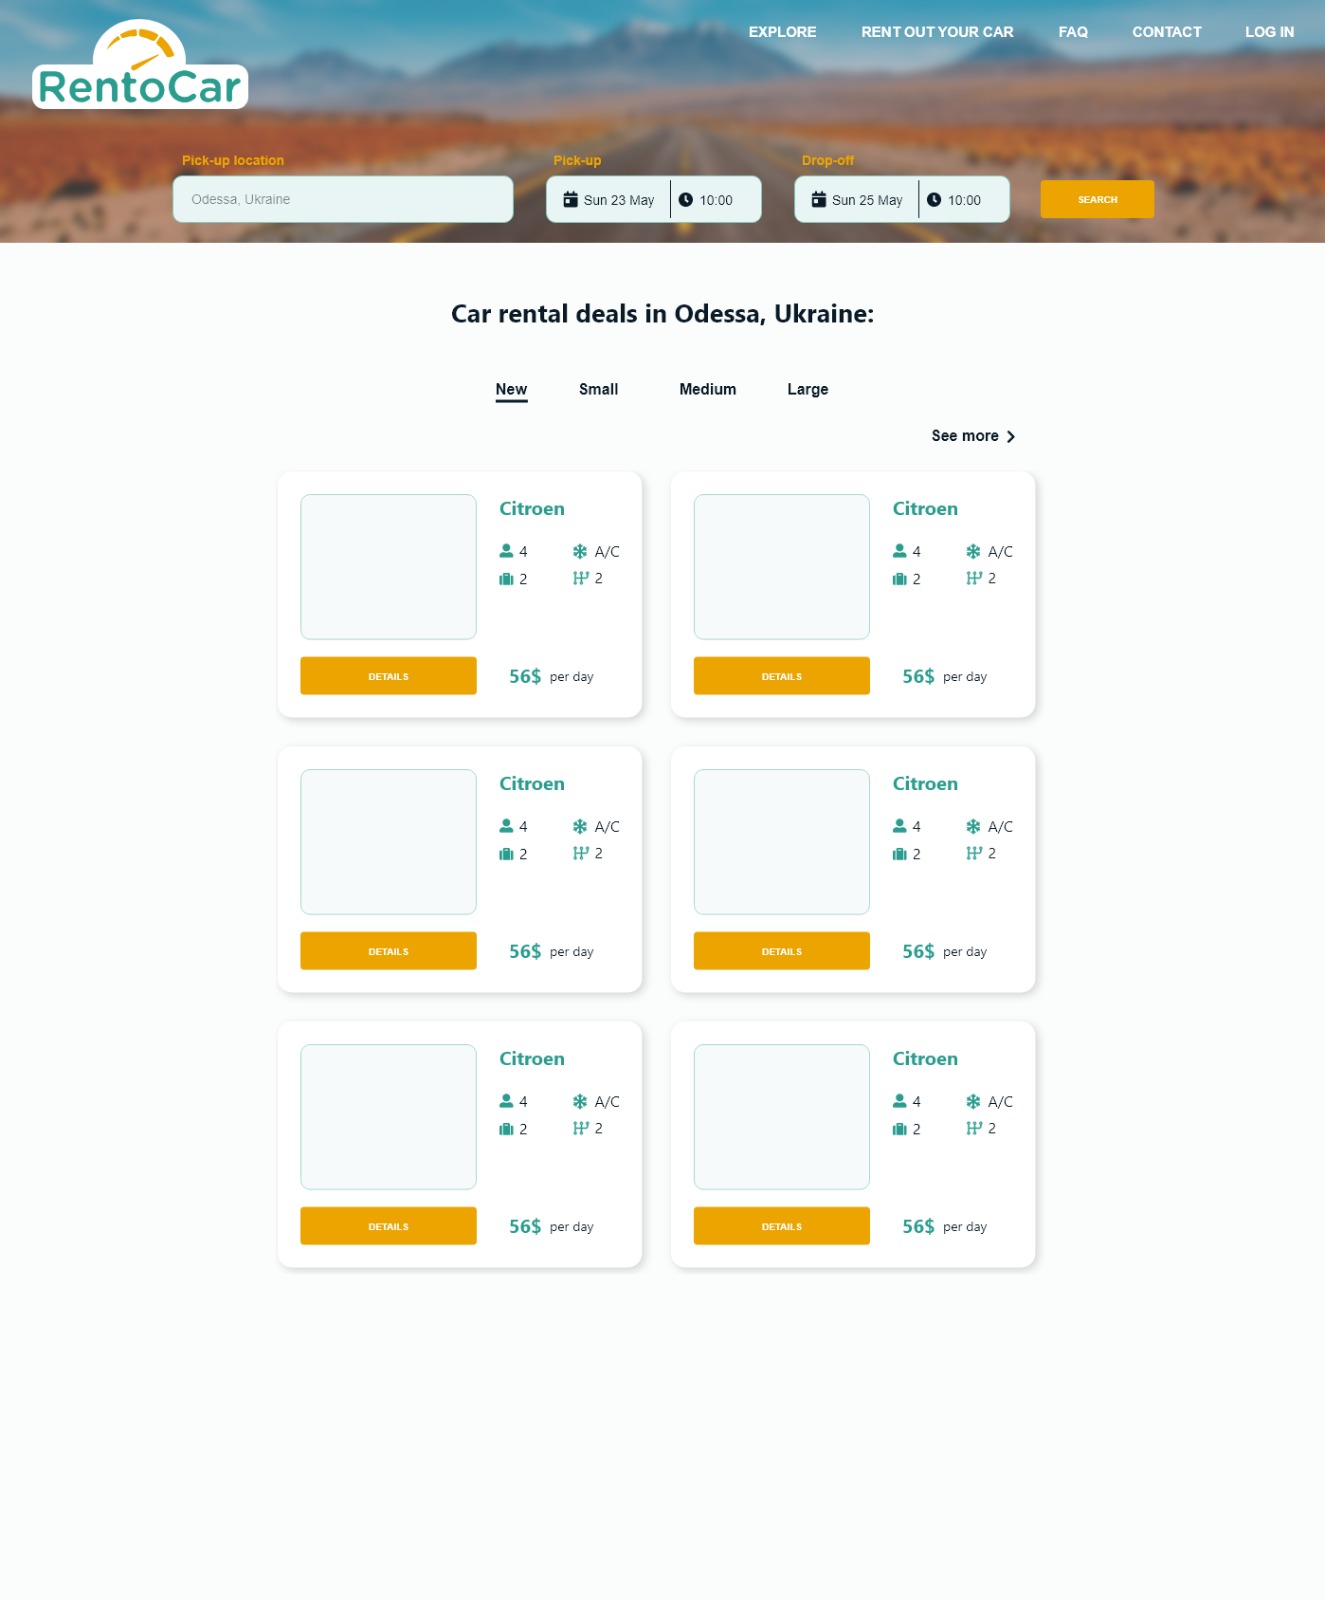 EXPLORE RENT OUT YOUR CAR FAQ CONTACT LOG IN
RentoCar
Pick-up location Pick-up Drop-off
Odessa, Ukraine Sun 23 May 10:00 Sun 25 May 10:00 SEARCH
Car rental deals in Odessa, Ukraine:
New Small Medium Large
See more
Citroen
4 A/C
2 2
DETAILS 56$ per day
Citroen
4 A/C
2 2
DETAILS 56$ per day
Citroen
4 A/C
2 2
DETAILS 56$ per day
Citroen
4 A/C
2 2
DETAILS 56$ per day
Citroen
4 A/C
2 2
DETAILS 56$ per day
Citroen
4 A/C
2 2
DETAILS 56$ per day